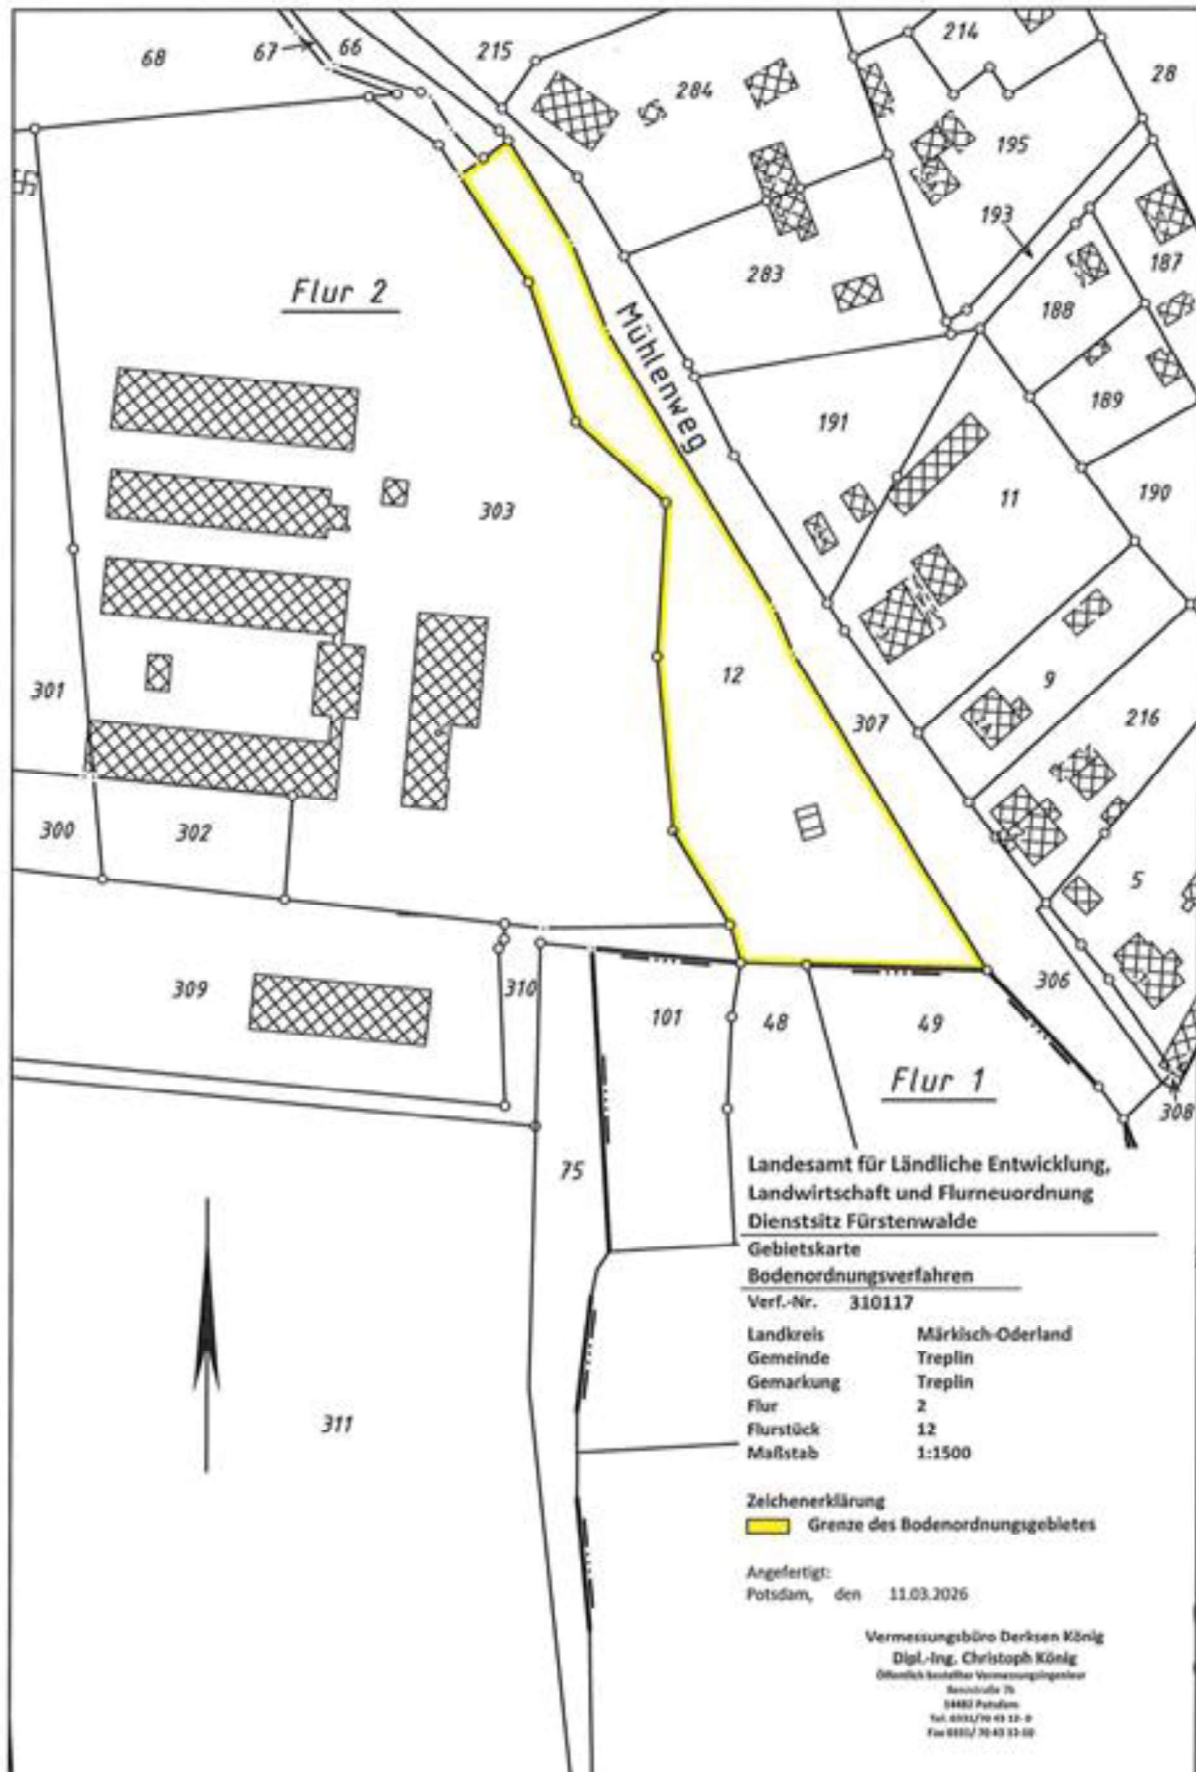 68
67
66
215
284
214
28
195
193
187
Flur 2
283
188
Mühlenweg
189
191
303
11
190
12
9
301
307
216
300
302
5
309
310
101
48
49
306
Flur 1
308
75
311
Landesamt für Ländliche Entwicklung,
Landwirtschaft und Flurneuordnung
Dienstsitz Fürstenwalde
Gebietskarte
Bodenordnungsverfahren
Verf.-Nr. 310117
Landkreis Märkisch-Oderland
Gemeinde Treplin
Gemarkung Treplin
Flur 2
Flurstück 12
Maßstab 1:1500
Zeichenerklärung
Grenze des Bodenordnungsgebietes
Angefertigt:
Potsdam, den 11.03.2026
Vermessungsbüro Derksen König
Dipl.-Ing. Christoph König
Öffentlich bestellter Vermessungsingenieur
Potsdam